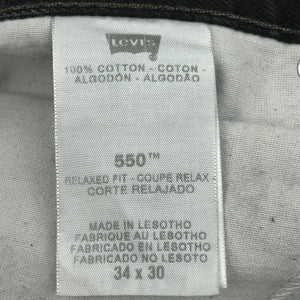 Levi's
100% COTTON - COTON -
ALGODÓN - ALGODÃO
550™
RELAXED FIT - COUPE RELAX -
CORTE RELAJADO
MADE IN LESOTHO
FABRIQUE AU LESOTHO
FABRICADO EN LESOTHO
FABRICADO NO LESOTO
34 x 30